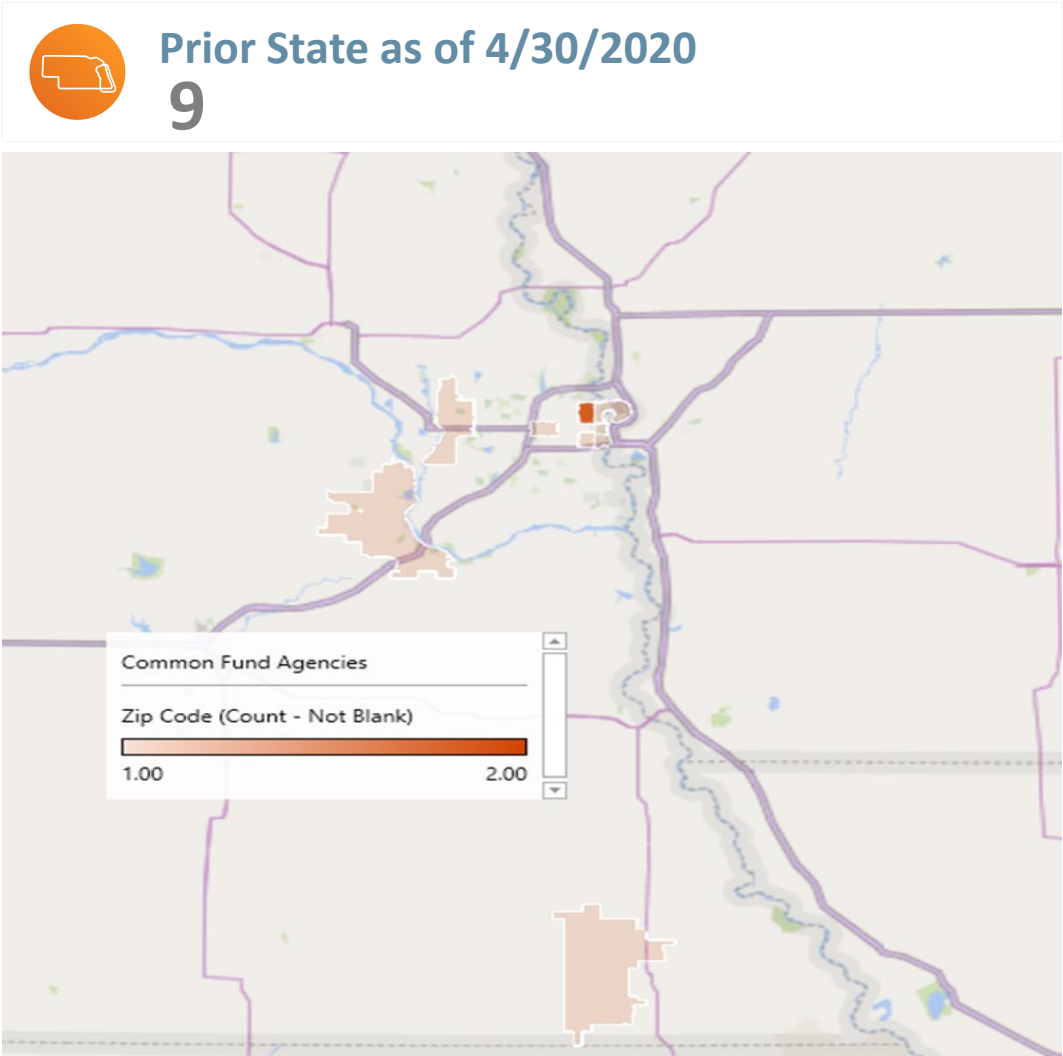 Prior State as of 4/30/2020
9
Common Fund Agencies
Zip Code (Count - Not Blank)
1.00 2.00